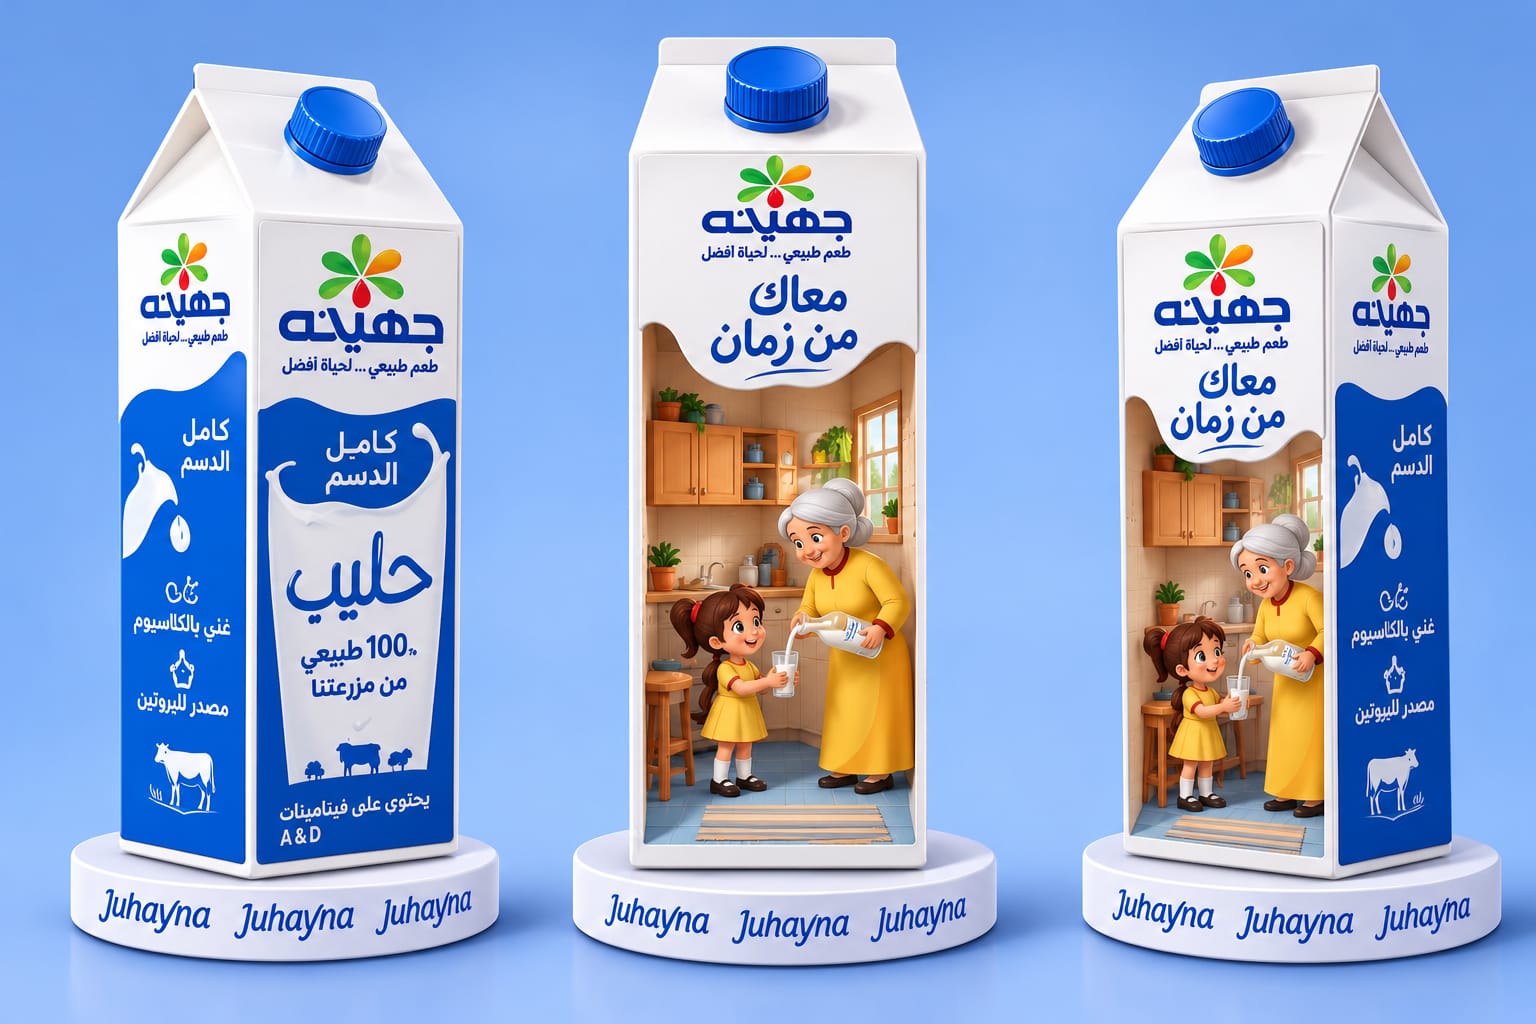 جهينه
طعم طبيعي... لحياة أفضل
كامل
الدسم
غني بالكالسيوم
مصدر للبروتين
جهينه
طعم طبيعي... لحياة أفضل
كامل
الدسم
حليب
100% طبيعي
من مزرعتنا
يحتوي على فيتامينات
A & D
Juhayna Juhayna Juhayna
جهينه
طعم طبيعي... لحياة أفضل
معاك
من زمان
Juhayna Juhayna Juhayna
جهينه
طعم طبيعي... لحياة أفضل
معاك
من زمان
جهينه
طعم طبيعي... لحياة أفضل
كامل
الدسم
غني بالكالسيوم
مصدر للبروتين
Juhayna Juhayna Juhayna